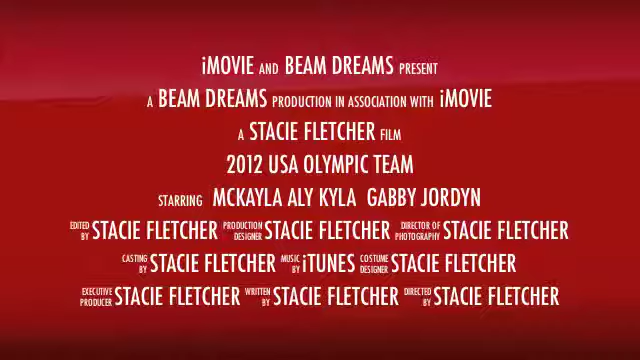 iMOVIE AND BEAM DREAMS PRESENT
A BEAM DREAMS PRODUCTION IN ASSOCIATION WITH iMOVIE
A STACIE FLETCHER FILM
2012 USA OLYMPIC TEAM
STARRING MCKAYLA ALY KYLA GABBY JORDYN
EDITED BY STACIE FLETCHER PRODUCTION DESIGNER STACIE FLETCHER DIRECTOR OF PHOTOGRAPHY STACIE FLETCHER
CASTING BY STACIE FLETCHER MUSIC BY iTUNES COSTUME DESIGNER STACIE FLETCHER
EXECUTIVE PRODUCER STACIE FLETCHER WRITTEN BY STACIE FLETCHER DIRECTED BY STACIE FLETCHER